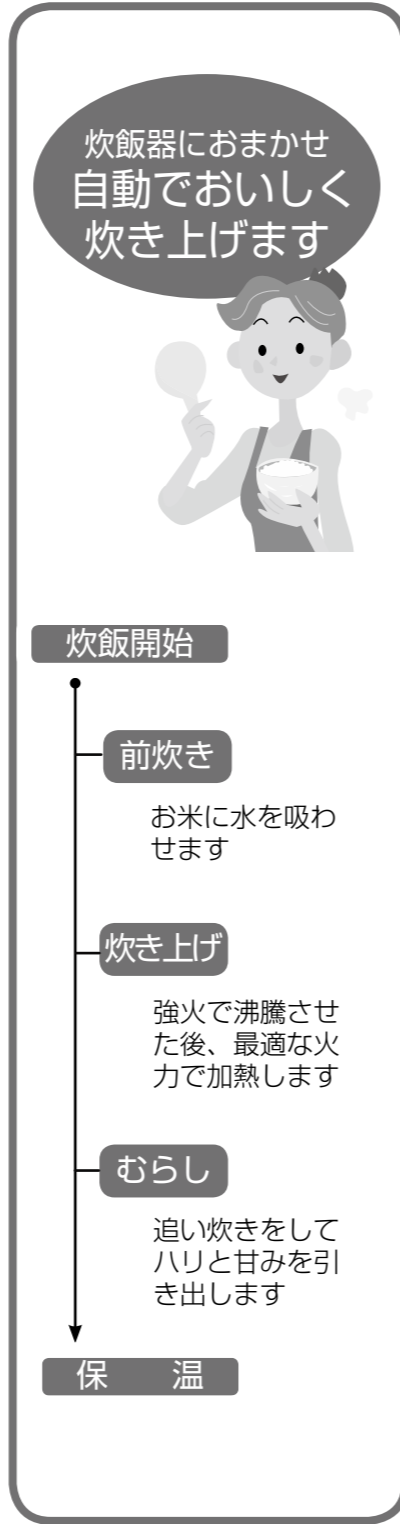 炊飯器におまかせ
自動でおいしく
炊き上げます
炊飯開始
前炊き
お米に水を吸わ
せます
炊き上げ
強火で沸騰させ
た後、最適な火
力で加熱します
むらし
追い炊きをして
ハリと甘みを引
き出します
保　温